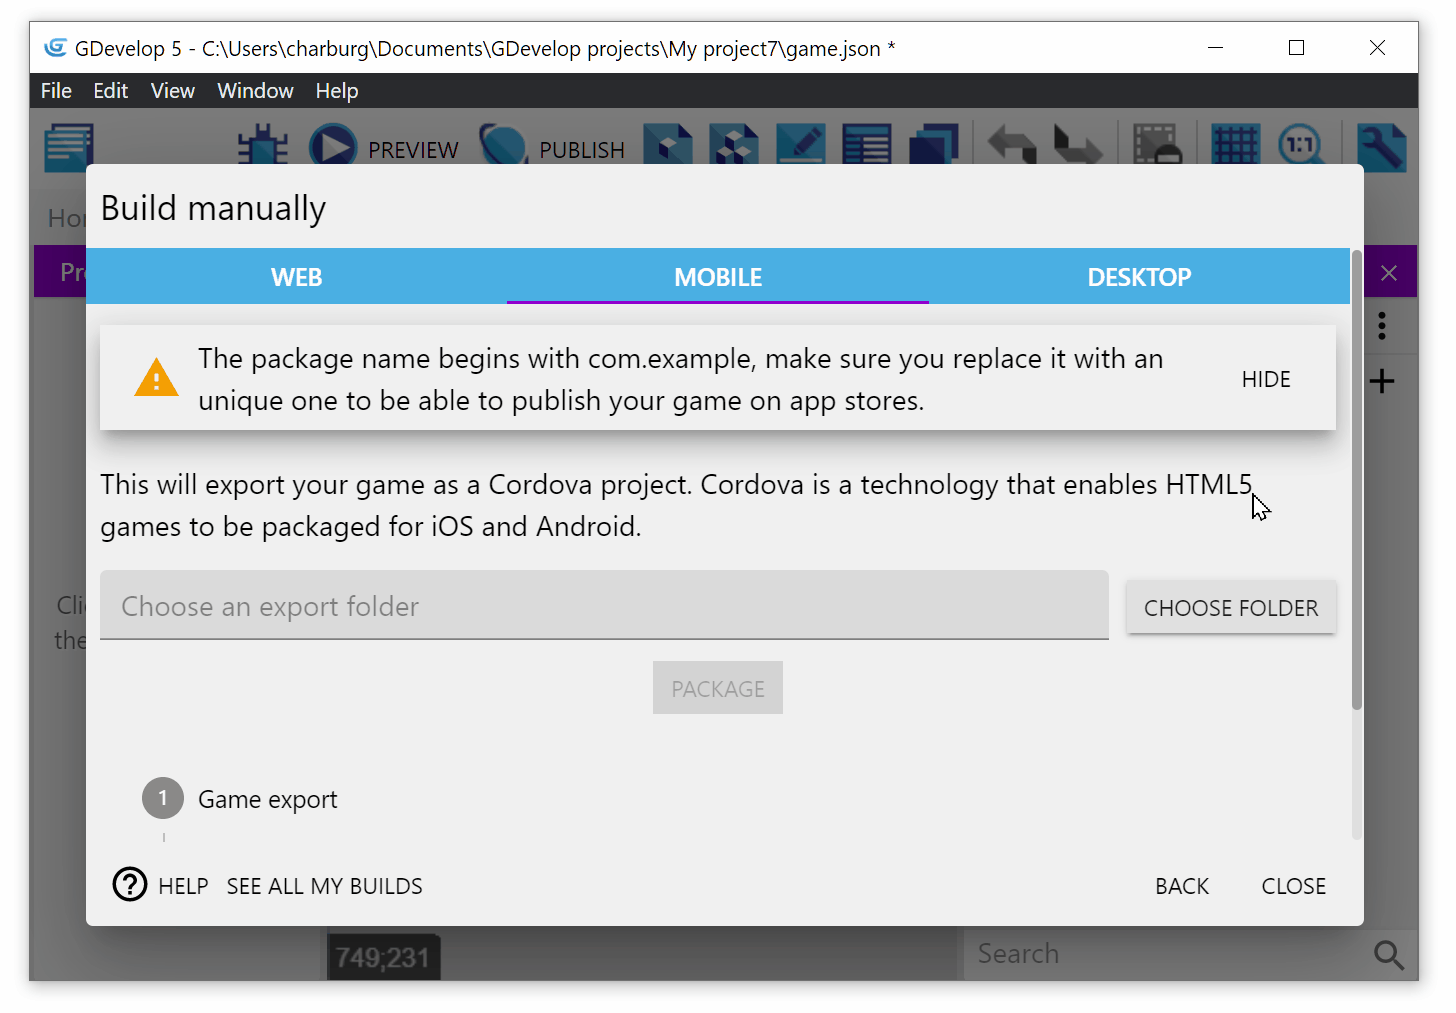 GDevelop 5 - C:\Users\charburg\Documents\GDevelop projects\My project7\game.json *
File Edit View Window Help
PREVIEW PUBLISH 1:1
Build manually
WEB MOBILE DESKTOP
The package name begins with com.example, make sure you replace it with an
unique one to be able to publish your game on app stores.
HIDE
This will export your game as a Cordova project. Cordova is a technology that enables HTML5
games to be packaged for iOS and Android.
Choose an export folder
CHOOSE FOLDER
PACKAGE
1 Game export
HELP SEE ALL MY BUILDS BACK CLOSE
749;231
Search